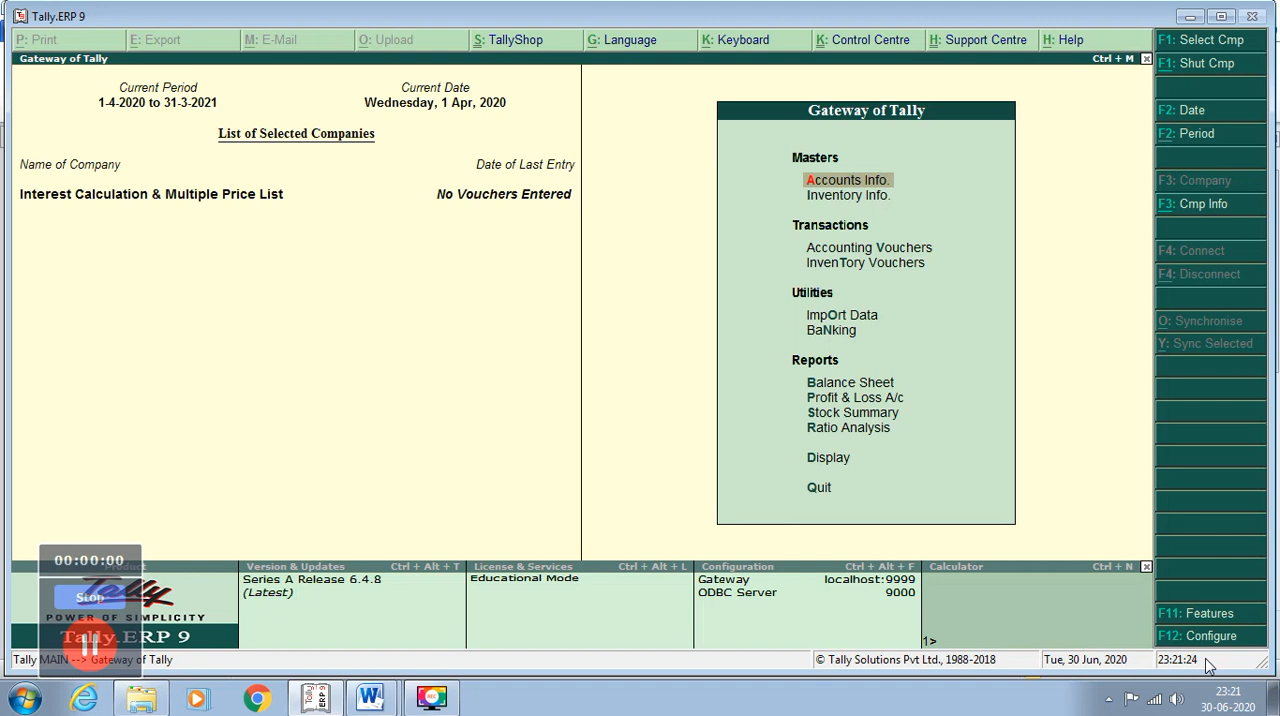 Tally.ERP 9
P: Print
E: Export
M: E-Mail
O: Upload
S: TallyShop
G: Language
K: Keyboard
K: Control Centre
H: Support Centre
H: Help
Gateway of Tally
Ctrl + M
Current Period
Current Date
1-4-2020 to 31-3-2021
Wednesday, 1 Apr, 2020
List of Selected Companies
Name of Company
Date of Last Entry
Interest Calculation & Multiple Price List
No Vouchers Entered
Gateway of Tally
Masters
Accounts Info.
Inventory Info.
Transactions
Accounting Vouchers
InvenTory Vouchers
Utilities
ImpOrt Data
BaNking
Reports
Balance Sheet
Profit & Loss A/c
Stock Summary
Ratio Analysis
Display
Quit
F1: Select Cmp
F1: Shut Cmp
F2: Date
F2: Period
F3: Company
F3: Cmp Info
F4: Connect
F4: Disconnect
O: Synchronise
Y: Sync Selected
F11: Features
F12: Configure
00:00:00
Stop
Product
Tally
POWER OF SIMPLICITY
Tally.ERP 9
Version & Updates
Ctrl + Alt + T
Series A Release 6.4.8
(Latest)
License & Services
Ctrl + Alt + L
Educational Mode
Configuration
Ctrl + Alt + F
Gateway localhost:9999
ODBC Server 9000
Calculator
Ctrl + N
1>
Tally MAIN --> Gateway of Tally
© Tally Solutions Pvt Ltd., 1988-2018
Tue, 30 Jun, 2020
23:21:24
23:21
30-06-2020